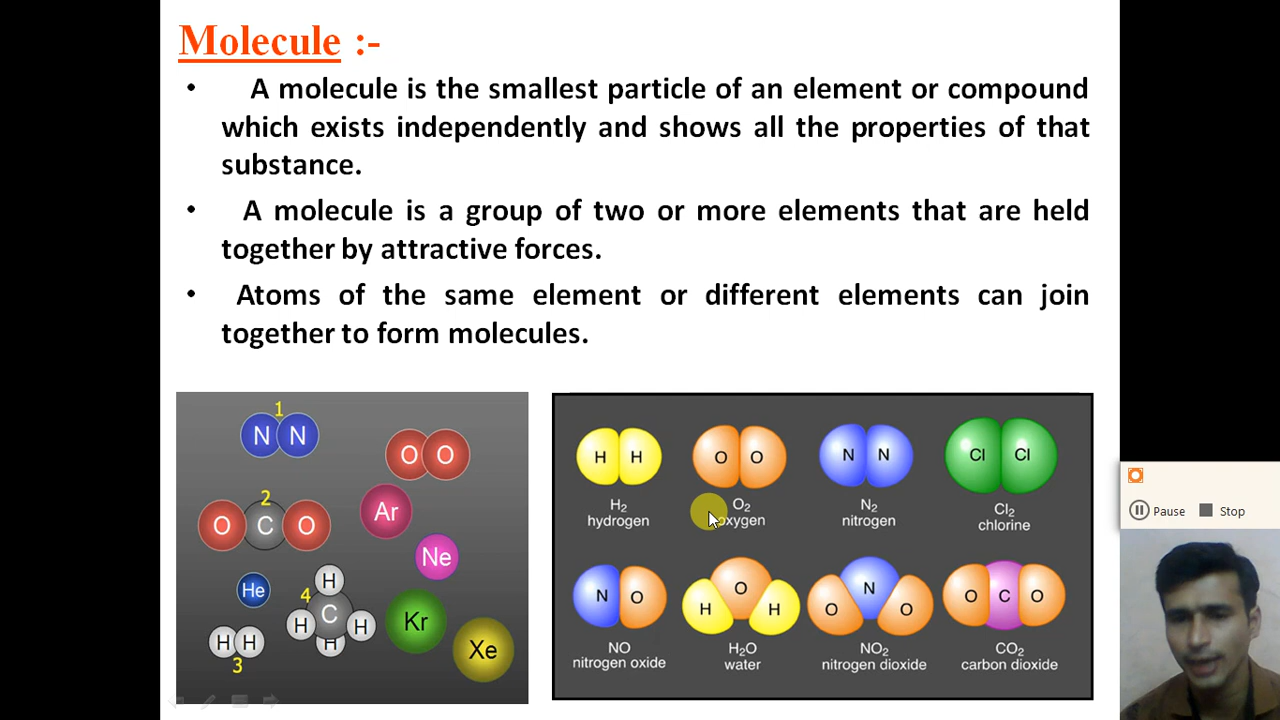 Molecule :-
• A molecule is the smallest particle of an element or compound
which exists independently and shows all the properties of that
substance.
• A molecule is a group of two or more elements that are held
together by attractive forces.
• Atoms of the same element or different elements can join
together to form molecules.
1
N N
O O
2
O C O
Ar
Ne
He
4
H
H C H
H
Kr
Xe
H H
3
H H
O O
N N
Cl Cl
H₂
hydrogen
O₂
oxygen
N₂
nitrogen
Cl₂
chlorine
N O
H O H
O N O
O C O
NO
nitrogen oxide
H₂O
water
NO₂
nitrogen dioxide
CO₂
carbon dioxide
Pause Stop